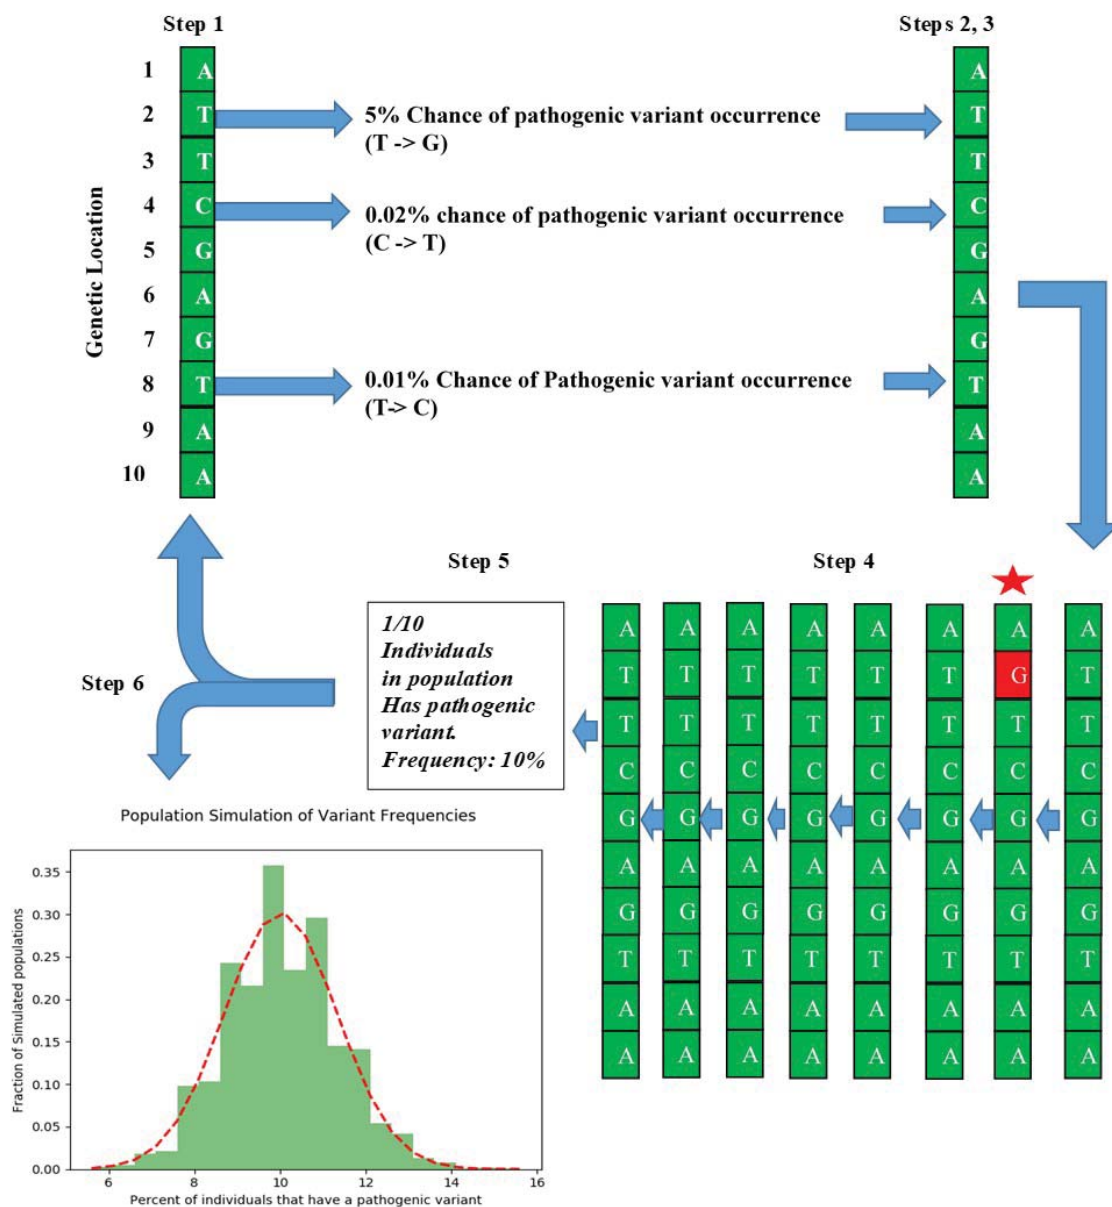 Step 1
Steps 2, 3
Genetic Location
1
2
3
4
5
6
7
8
9
10
A
T
T
C
G
A
G
T
A
A
5% Chance of pathogenic variant occurrence
(T -> G)
0.02% chance of pathogenic variant occurrence
(C -> T)
0.01% Chance of Pathogenic variant occurrence
(T-> C)
A
T
T
C
G
A
G
T
A
A
Step 5
Step 4
1/10
Individuals
in population
Has pathogenic
variant.
Frequency: 10%
A A A A A A A A
T T T T T T G T
T T T T T T T T
C C C C C C C C
G G G G G G G G
A A A A A A A A
G G G G G G G G
T T T T T T T T
A A A A A A A A
A A A A A A A A
Step 6
Population Simulation of Variant Frequencies
Fraction of Simulated populations
0.35
0.30
0.25
0.20
0.15
0.10
0.05
0.00
6 8 10 12 14 16
Percent of individuals that have a pathogenic variant